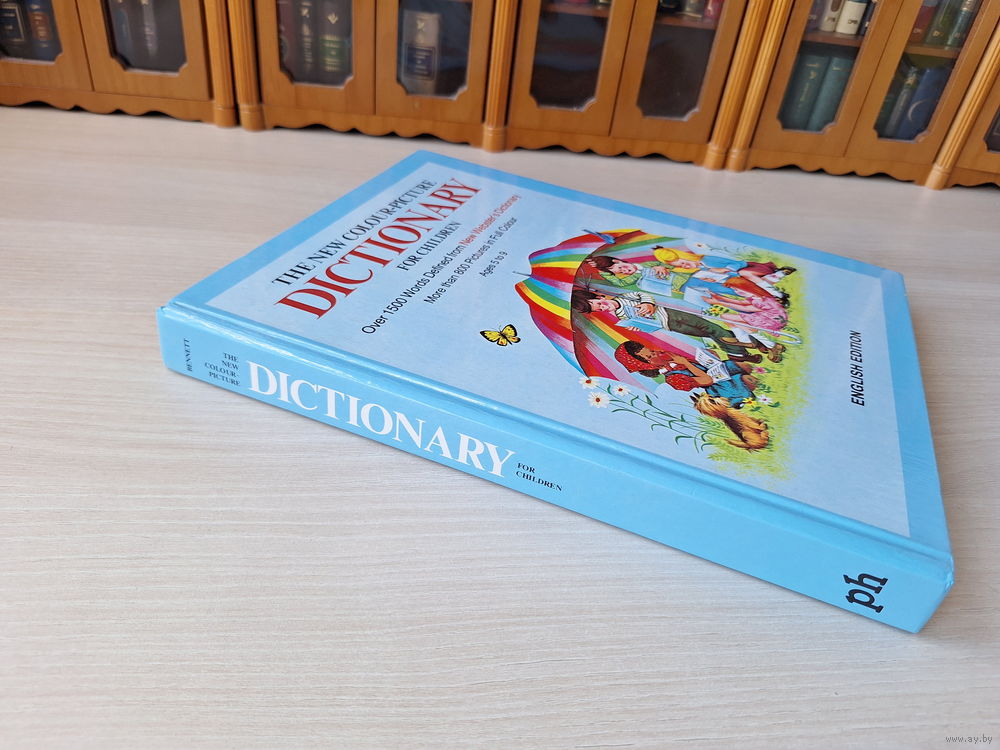 THE NEW COLOUR-PICTURE
DICTIONARY
FOR CHILDREN
Over 1500 Words Defined from New Webster's Dictionary
More than 800 Pictures in Full Colour
Ages 5 to 9
ENGLISH EDITION
BENNETT
THE
NEW
COLOUR-
PICTURE
DICTIONARY
FOR
CHILDREN
ph
www.ay.by